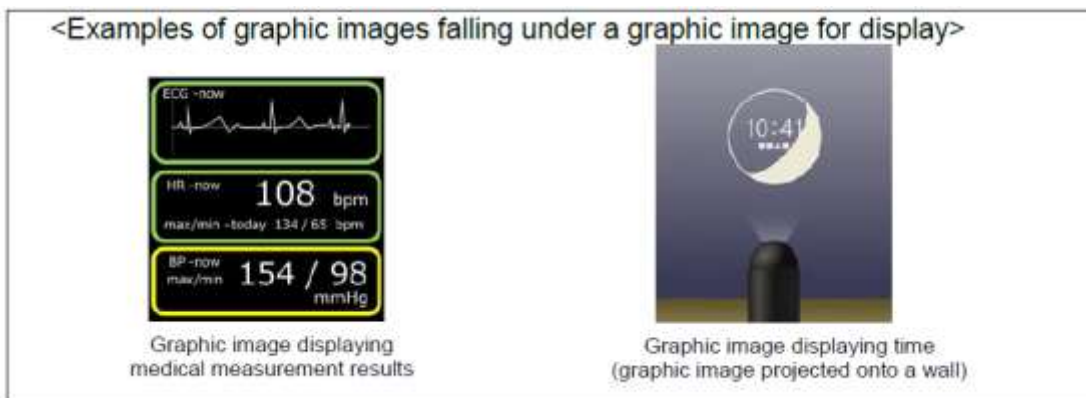 <Examples of graphic images falling under a graphic image for display>
ECG -now
HR -now
108 bpm
max/min -today 134 / 65 bpm
BP -now
max/min
154 / 98
mmHg
Graphic image displaying
medical measurement results
10:41
Graphic image displaying time
(graphic image projected onto a wall)